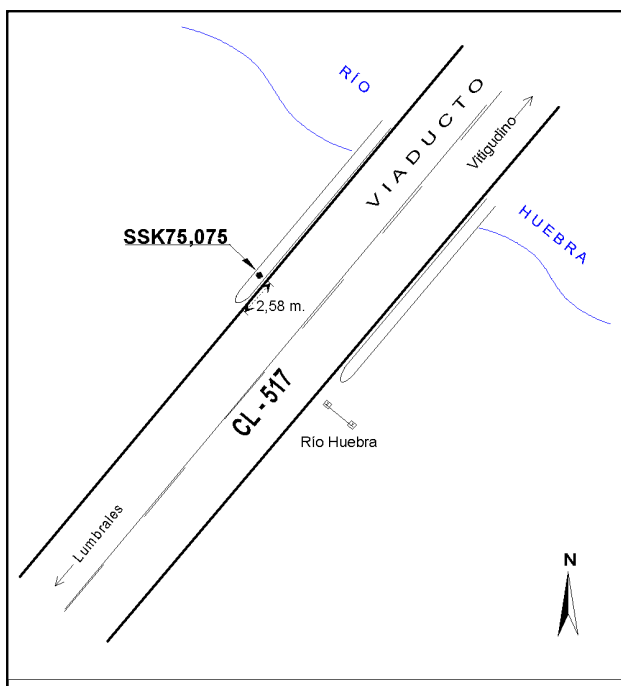 RÍO
VIADUCTO
Vitigudino
HUEBRA
SSK75,075
2,58 m.
CL - 517
Río Huebra
Lumbrales
N